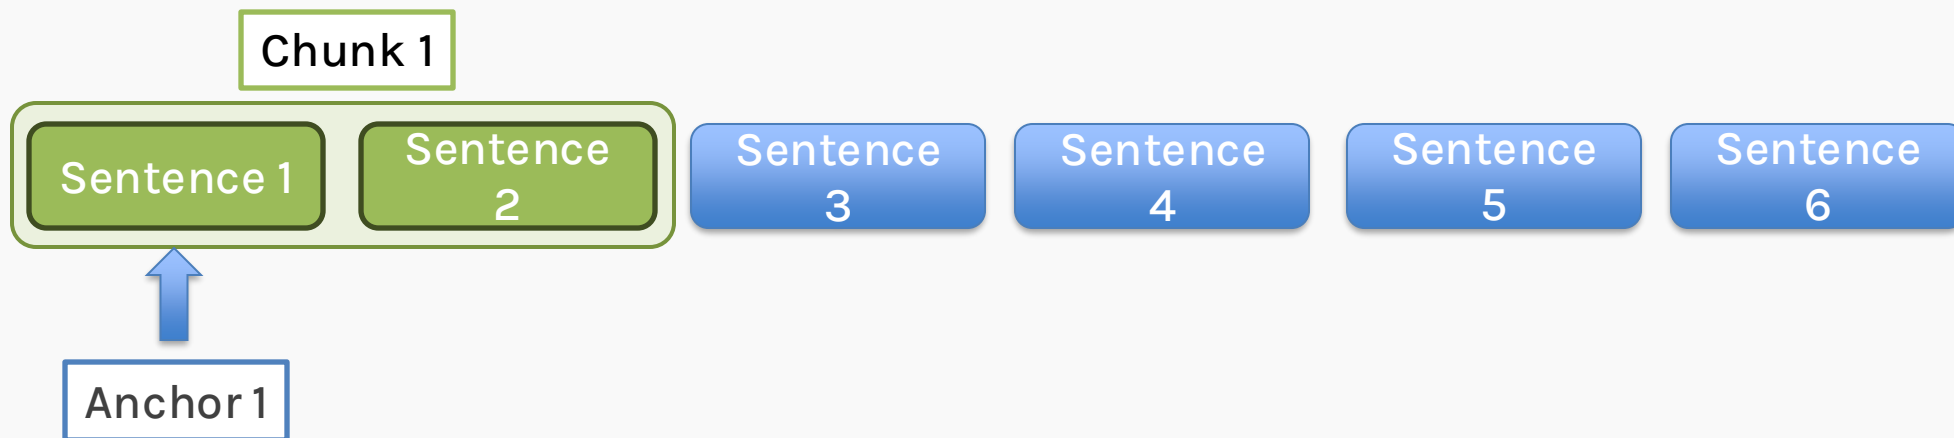 Chunk 1
Sentence 1
Sentence
2
Sentence
3
Sentence
4
Sentence
5
Sentence
6
Anchor 1